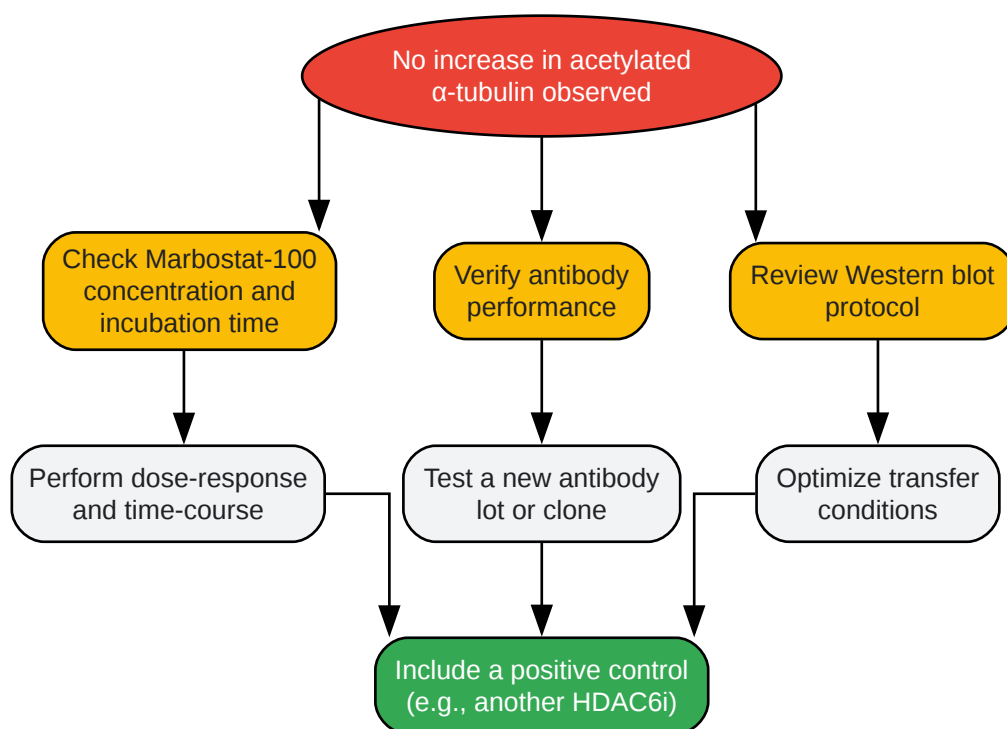 No increase in acetylated
α-tubulin observed
Check Marbostat-100
concentration and
incubation time
Verify antibody
performance
Review Western blot
protocol
Perform dose-response
and time-course
Test a new antibody
lot or clone
Optimize transfer
conditions
Include a positive control
(e.g., another HDAC6i)